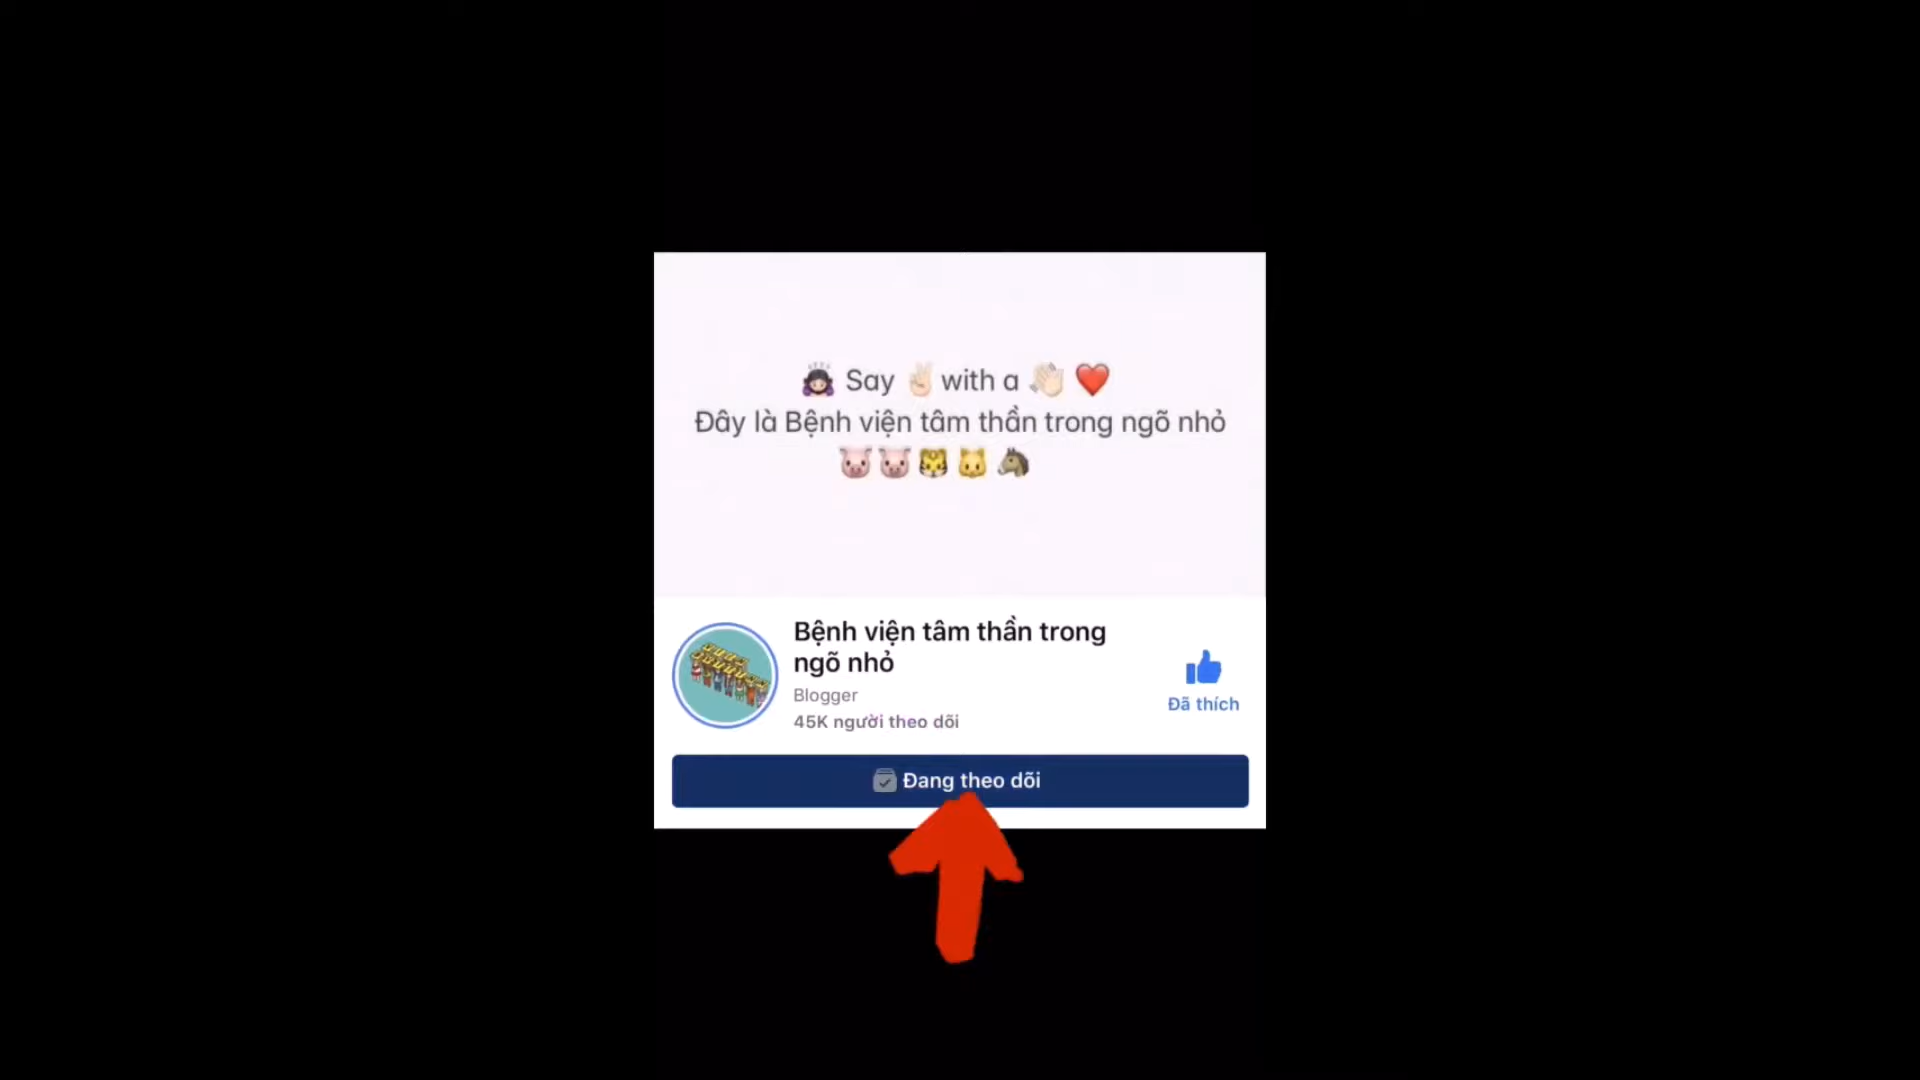 🙇🏻‍♀️ Say ✌🏻 with a 👏🏻 ❤️
Đây là Bệnh viện tâm thần trong ngõ nhỏ
🐷🐷🐯🐱🐴
Bệnh viện tâm thần trong
ngõ nhỏ
Blogger
45K người theo dõi
Đã thích
Đang theo dõi